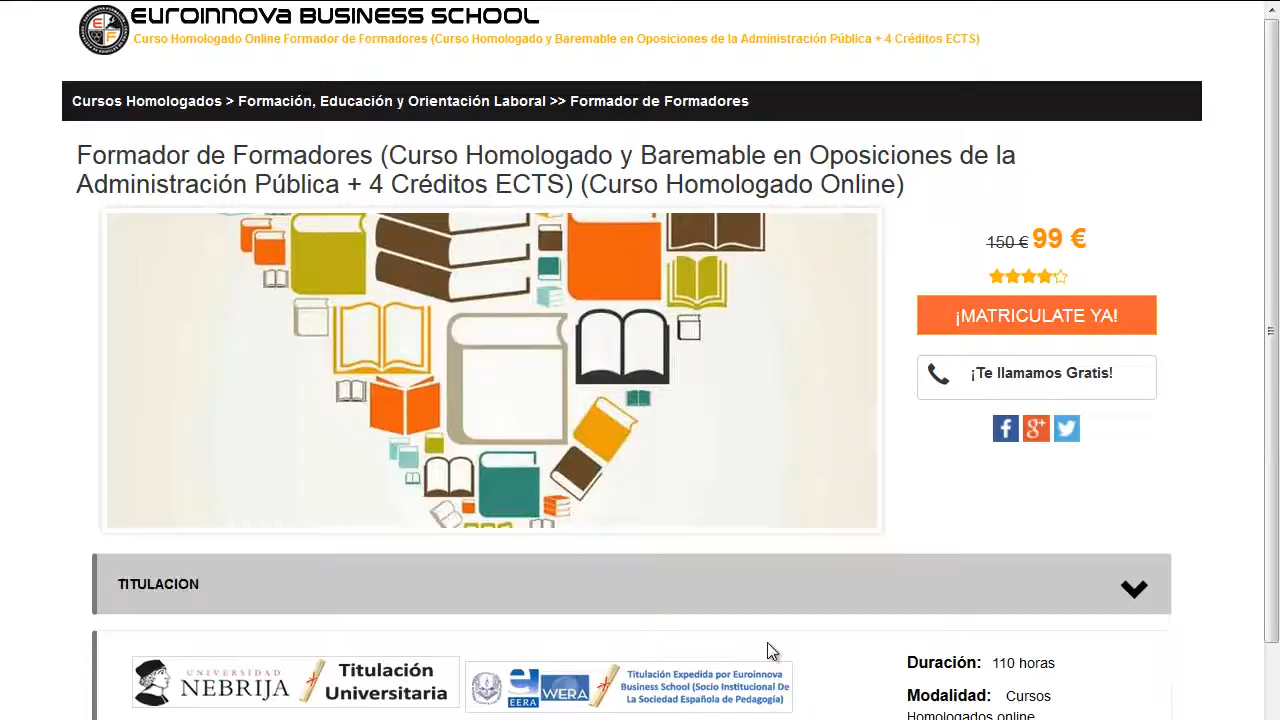 EUROINNOVA BUSINESS SCHOOL
Curso Homologado Online Formador de Formadores (Curso Homologado y Baremable en Oposiciones de la Administración Pública + 4 Créditos ECTS)
Cursos Homologados > Formación, Educación y Orientación Laboral >> Formador de Formadores
Formador de Formadores (Curso Homologado y Baremable en Oposiciones de la
Administración Pública + 4 Créditos ECTS) (Curso Homologado Online)
150 € 99 €
¡MATRICULATE YA!
¡Te llamamos Gratis!
TITULACION
UNIVERSIDAD
NEBRIJA
Titulación
Universitaria
EERA
WERA
Titulación Expedida por Euroinnova
Business School (Socio Institucional De
La Sociedad Española de Pedagogía)
Duración: 110 horas
Modalidad: Cursos
Homologados online